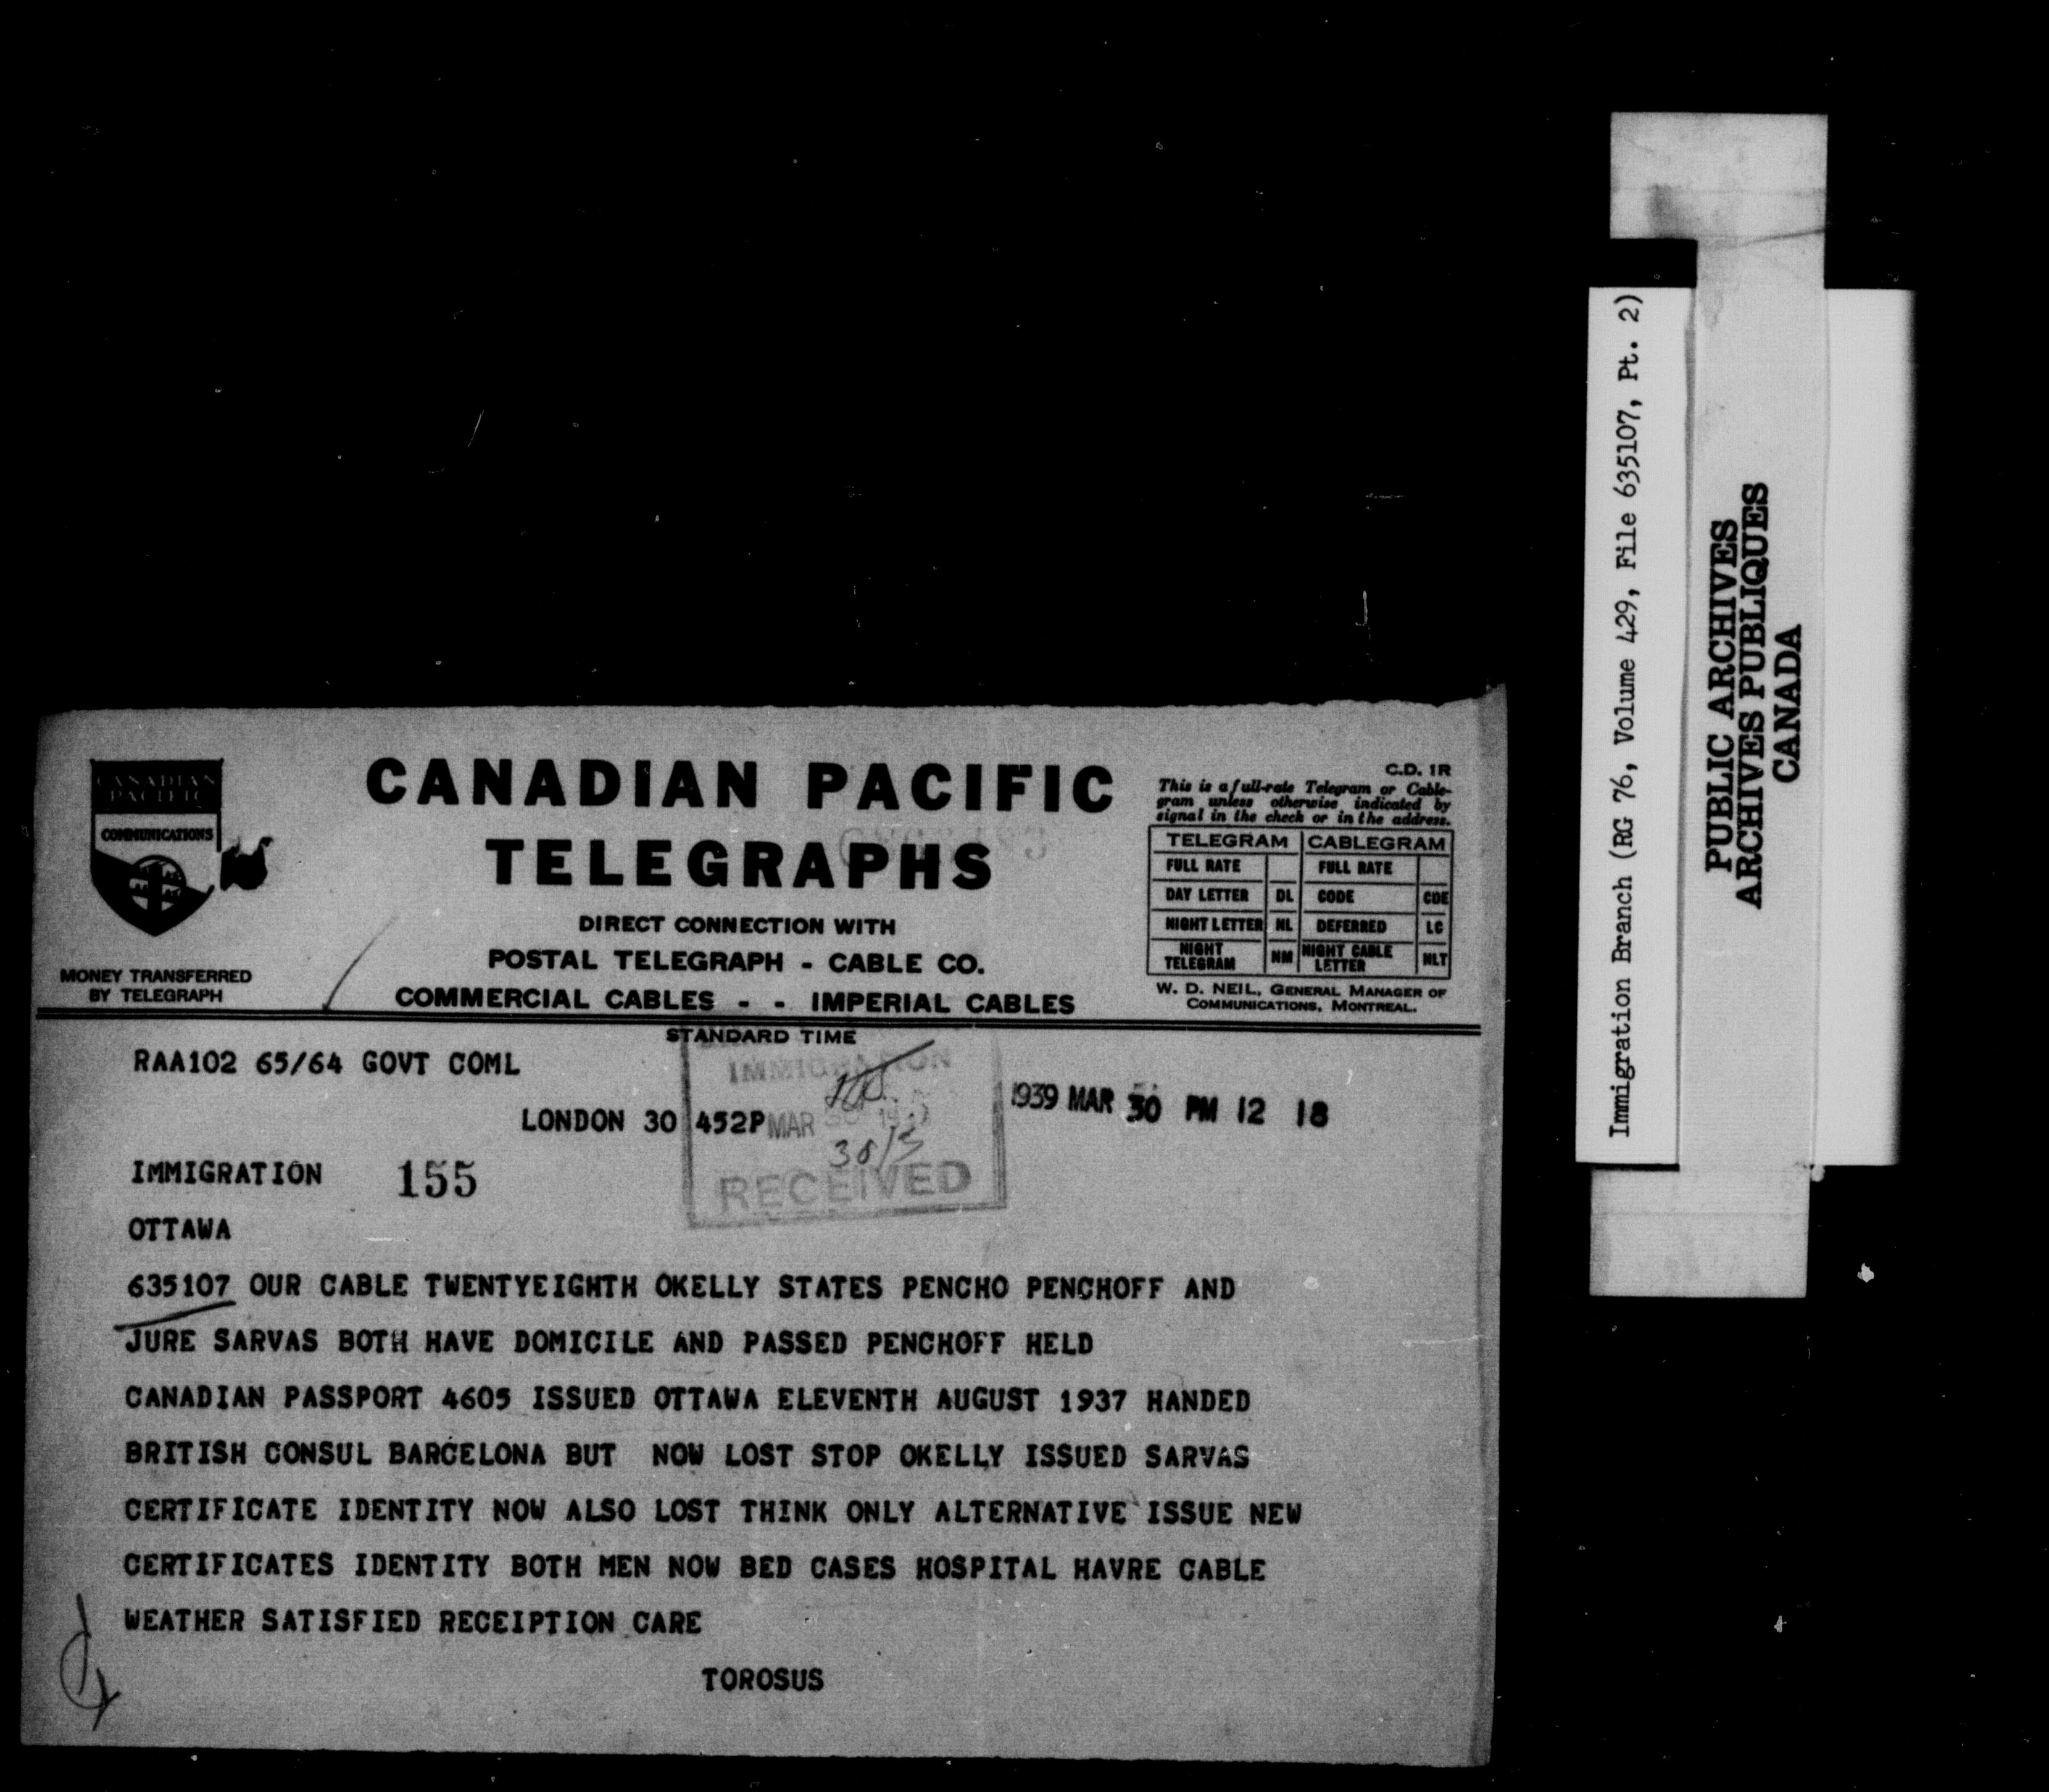 CANADIAN
PACIFIC
COMMUNICATIONS
MONEY TRANSFERRED
BY TELEGRAPH
CANADIAN PACIFIC
TELEGRAPHS
DIRECT CONNECTION WITH
POSTAL TELEGRAPH - CABLE CO.
COMMERCIAL CABLES - - IMPERIAL CABLES
C.D. 1R
This is a full-rate Telegram or Cable-
gram unless otherwise indicated by
signal in the check or in the address.
TELEGRAM CABLEGRAM
FULL RATE FULL RATE
DAY LETTER DL CODE CDE
NIGHT LETTER NL DEFERRED LC
NIGHT TELEGRAM NM NIGHT CABLE LETTER NLT
W. D. NEIL, GENERAL MANAGER OF
COMMUNICATIONS, MONTREAL.
STANDARD TIME
RAA102 65/64 GOVT COML
IMMIGRATION
MAR 30
30/3
RECEIVED
LONDON 30 452P
1939 MAR 30 PM 12 18
IMMIGRATION 155
OTTAWA
635107 OUR CABLE TWENTYEIGHTH OKELLY STATES PENCHO PENCHOFF AND
JURE SARVAS BOTH HAVE DOMICILE AND PASSED PENCHOFF HELD
CANADIAN PASSPORT 4605 ISSUED OTTAWA ELEVENTH AUGUST 1937 HANDED
BRITISH CONSUL BARCELONA BUT NOW LOST STOP OKELLY ISSUED SARVAS
CERTIFICATE IDENTITY NOW ALSO LOST THINK ONLY ALTERNATIVE ISSUE NEW
CERTIFICATES IDENTITY BOTH MEN NOW BED CASES HOSPITAL HAVRE CABLE
WEATHER SATISFIED RECEIPTION CARE
TOROSUS
Immigration Branch (RG 76, Volume 429, File 635107, Pt. 2)
PUBLIC ARCHIVES
ARCHIVES PUBLIQUES
CANADA